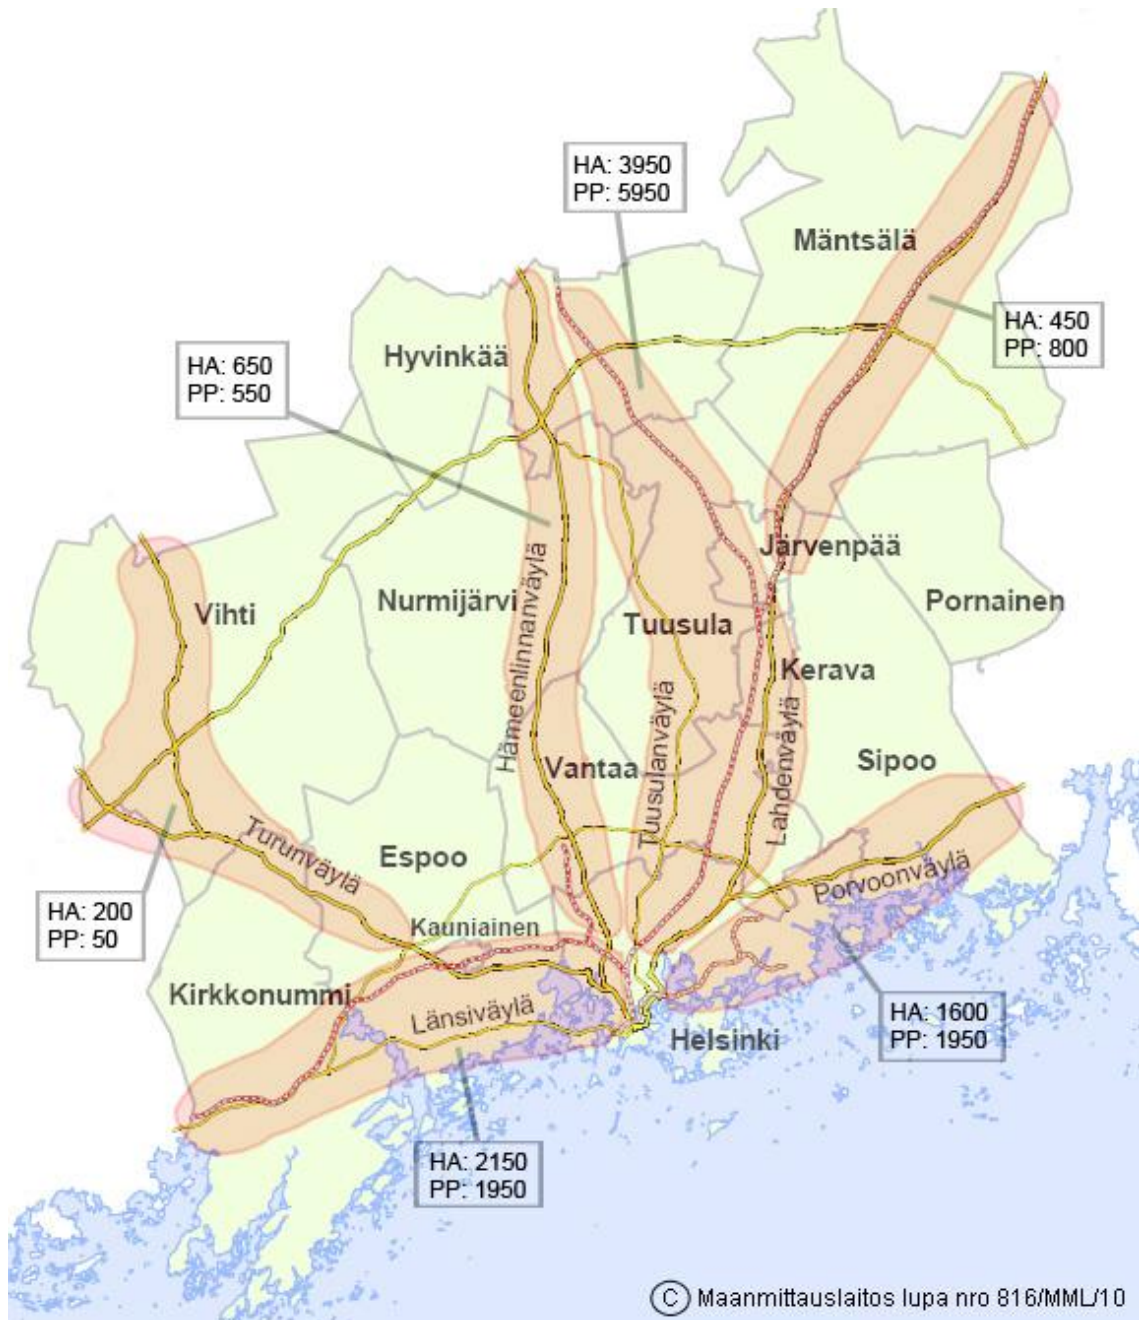 HA: 3950
PP: 5950
Mäntsälä
HA: 450
PP: 800
Hyvinkää
HA: 650
PP: 550
Järvenpää
Hämeenlinnanväylä
Nurmijärvi
Vihti
Tuusula
Pornainen
Kerava
Tuusulanväylä
Lahdenväylä
Vantaa
Sipoo
Turunväylä
Espoo
Porvoonväylä
HA: 200
PP: 50
Kauniainen
Kirkkonummi
Länsiväylä
Helsinki
HA: 1600
PP: 1950
HA: 2150
PP: 1950
C Maanmittauslaitos lupa nro 816/MML/10